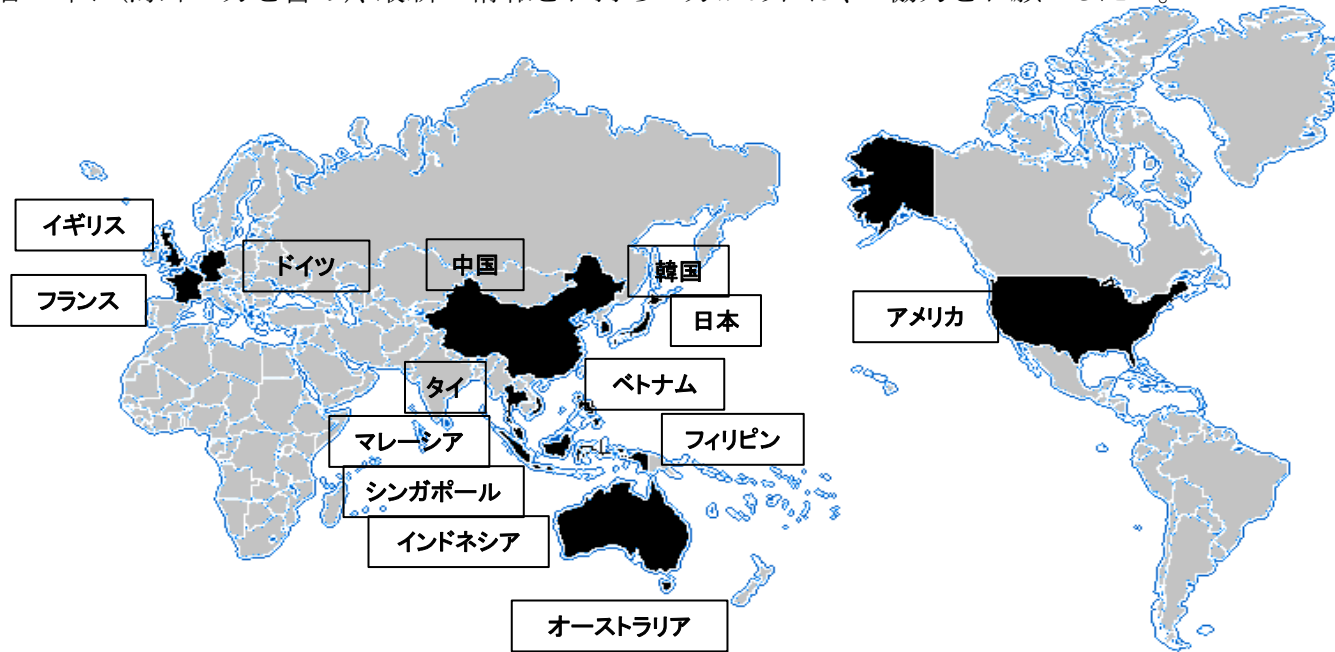 イギリス
フランス
ドイツ
中国
韓国
日本
アメリカ
タイ
ベトナム
マレーシア
フィリピン
シンガポール
インドネシア
オーストラリア